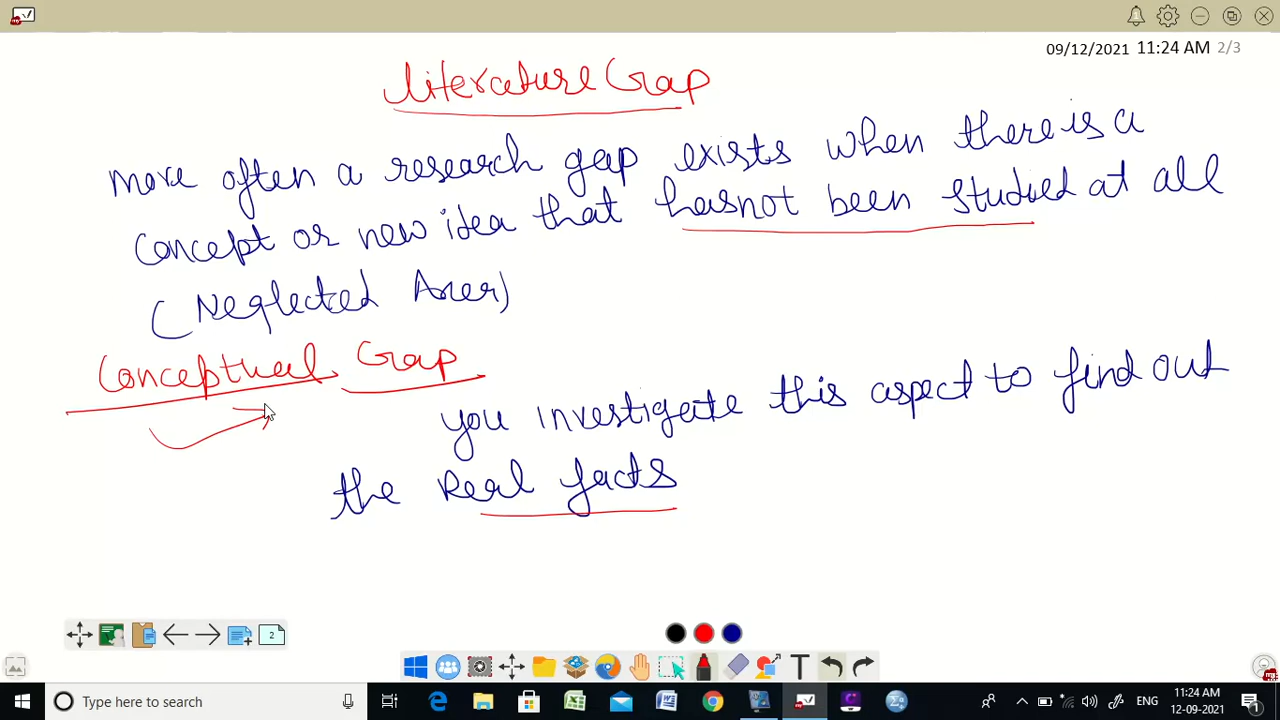 09/12/2021 11:24 AM 2/3
Literature Gap
more often a research gap exists when there is a
concept or new idea that has not been studied at all
(Neglected Area)
Conceptual Gap
you investigate this aspect to find out
the Real facts
2
T
Type here to search
ENG
11:24 AM
12-09-2021